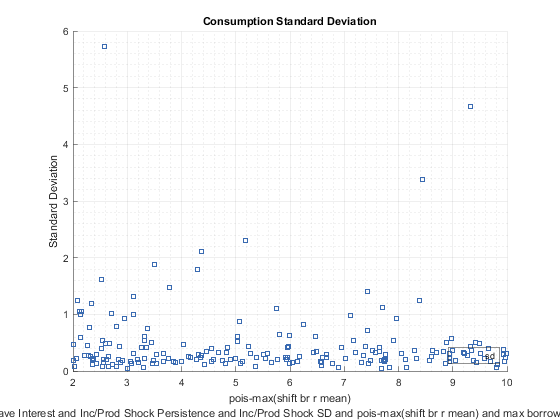 Consumption Standard Deviation
6
5
4
3
2
1
0
Standard Deviation
sd
2 3 4 5 6 7 8 9 10
pois-max(shift br r mean)
ave Interest and Inc/Prod Shock Persistence and Inc/Prod Shock SD and pois-max(shift br r mean) and max borrow